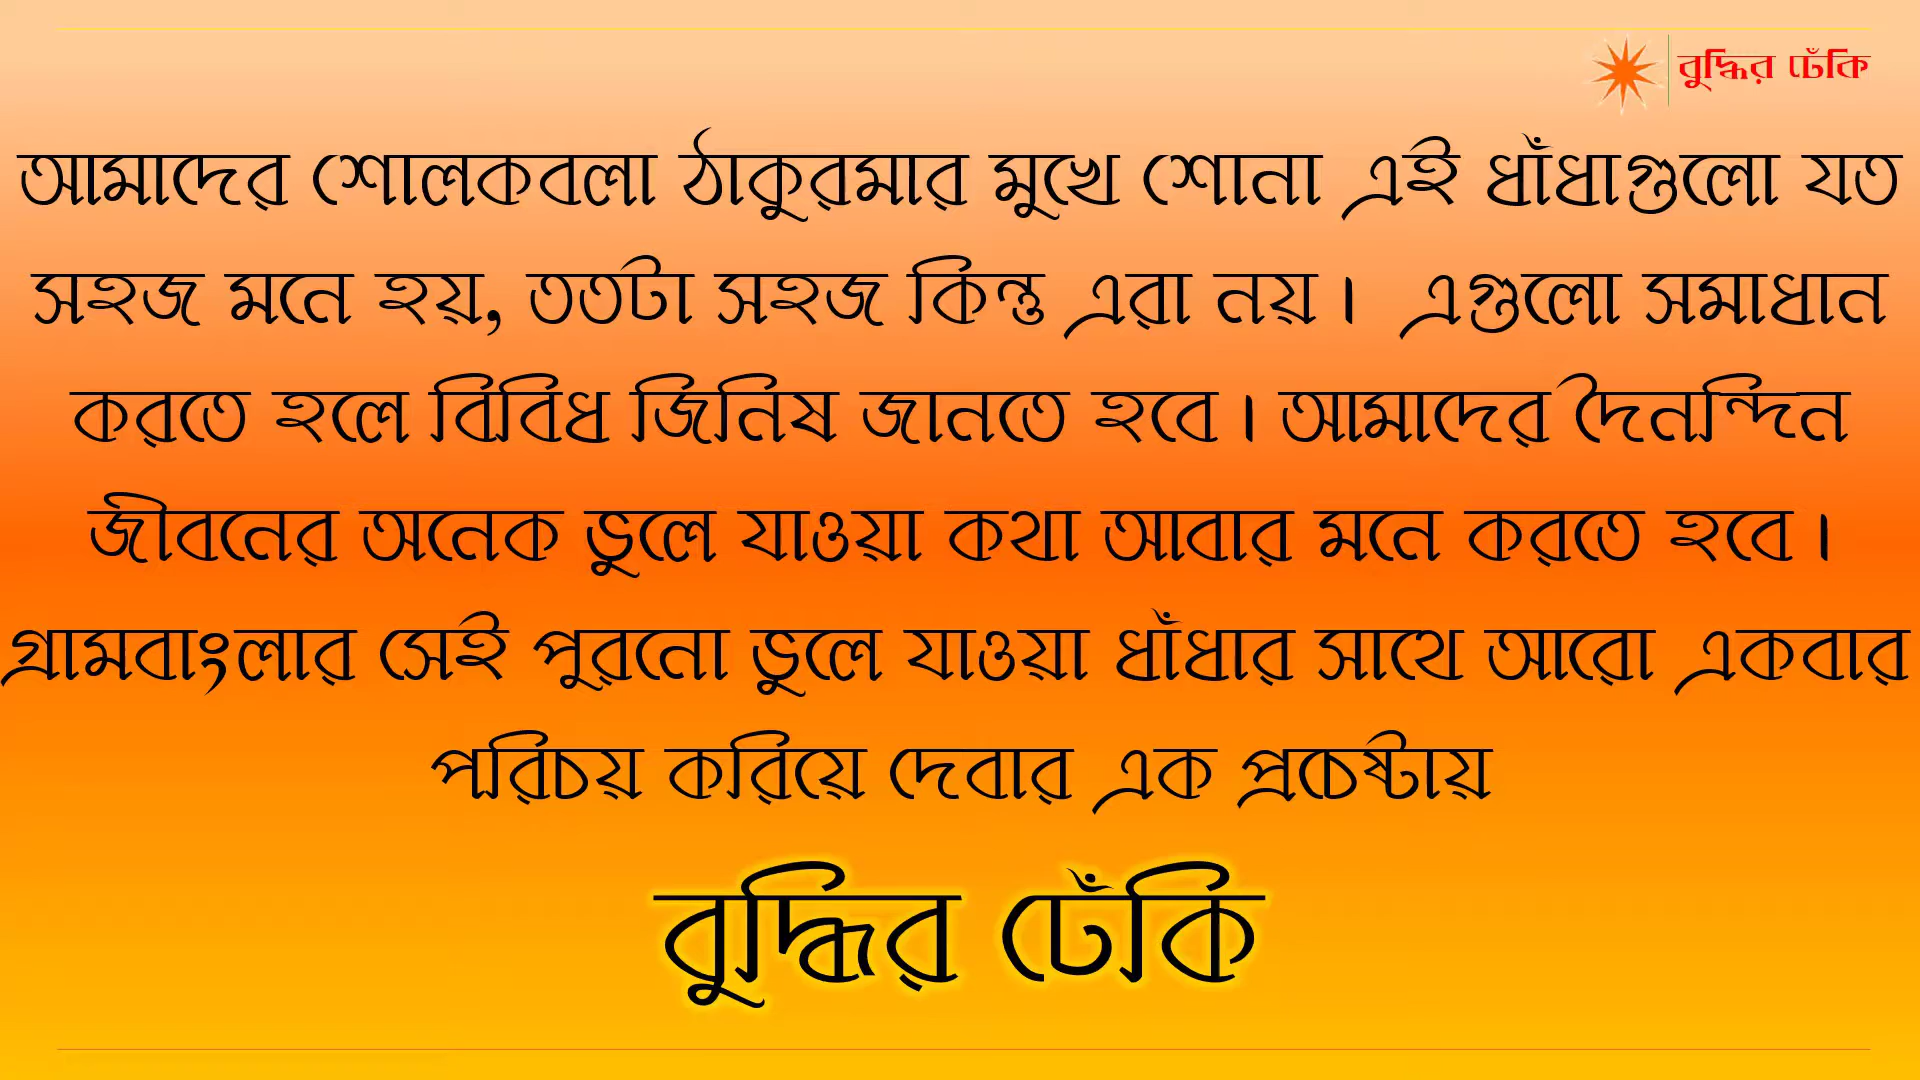 বুদ্ধির ঢেঁকি
আমাদের শোলকবলা ঠাকুরমার মুখে শোনা এই ধাঁধাগুলো যত
সহজ মনে হয়, ততটা সহজ কিন্তু এরা নয়। এগুলো সমাধান
করতে হলে বিবিধ জিনিষ জানতে হবে। আমাদের দৈনন্দিন
জীবনের অনেক ভুলে যাওয়া কথা আবার মনে করতে হবে।
গ্রামবাংলার সেই পুরনো ভুলে যাওয়া ধাঁধার সাথে আরো একবার
পরিচয় করিয়ে দেবার এক প্রচেষ্টায়
বুদ্ধির ঢেঁকি